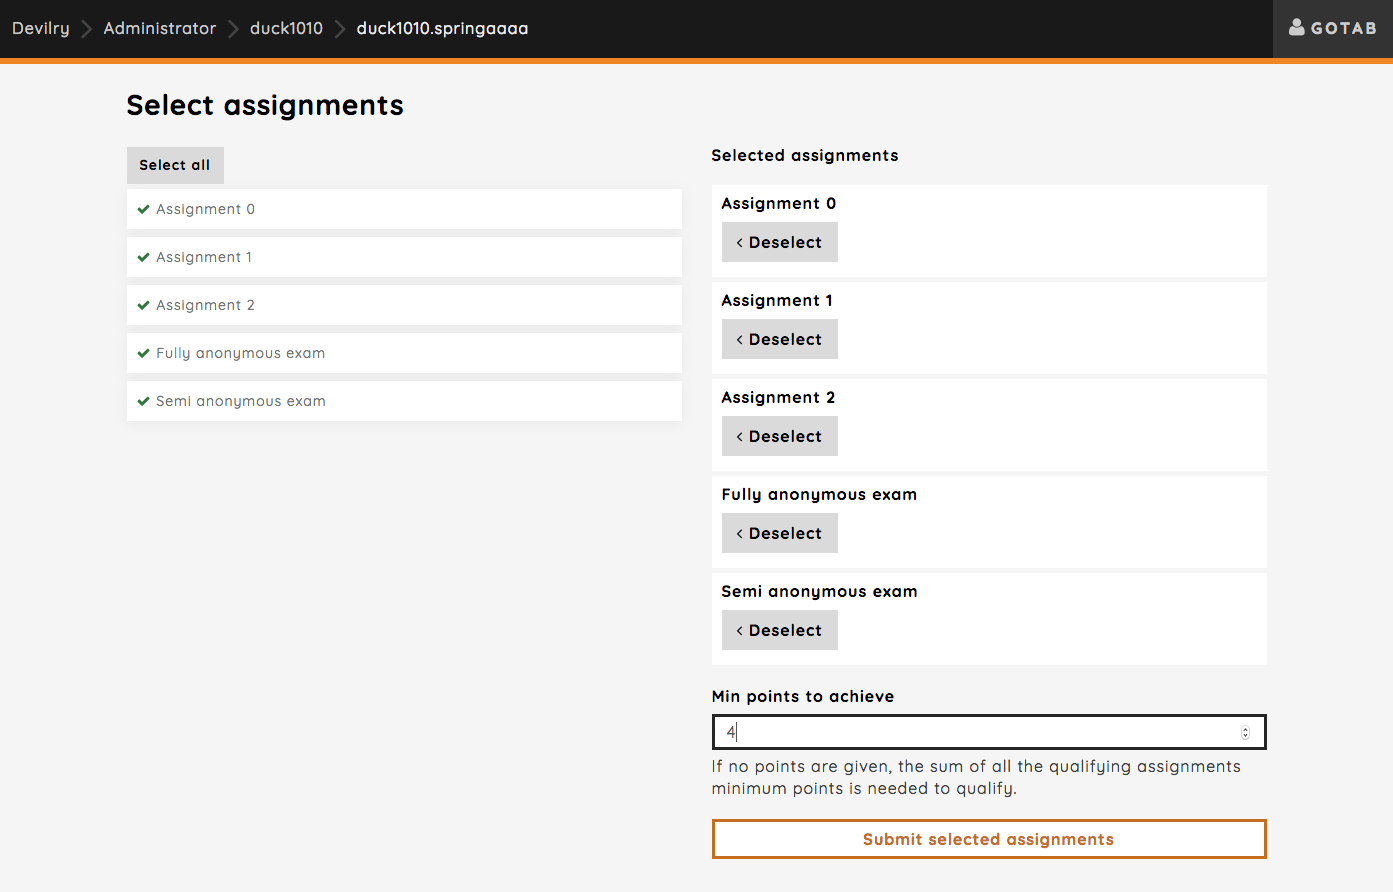 Devilry Administrator duck1010 duck1010.springaaaa GOTAB
Select assignments
Select all
Assignment 0
Assignment 1
Assignment 2
Fully anonymous exam
Semi anonymous exam
Selected assignments
Assignment 0
< Deselect
Assignment 1
< Deselect
Assignment 2
< Deselect
Fully anonymous exam
< Deselect
Semi anonymous exam
< Deselect
Min points to achieve
4
If no points are given, the sum of all the qualifying assignments
minimum points is needed to qualify.
Submit selected assignments